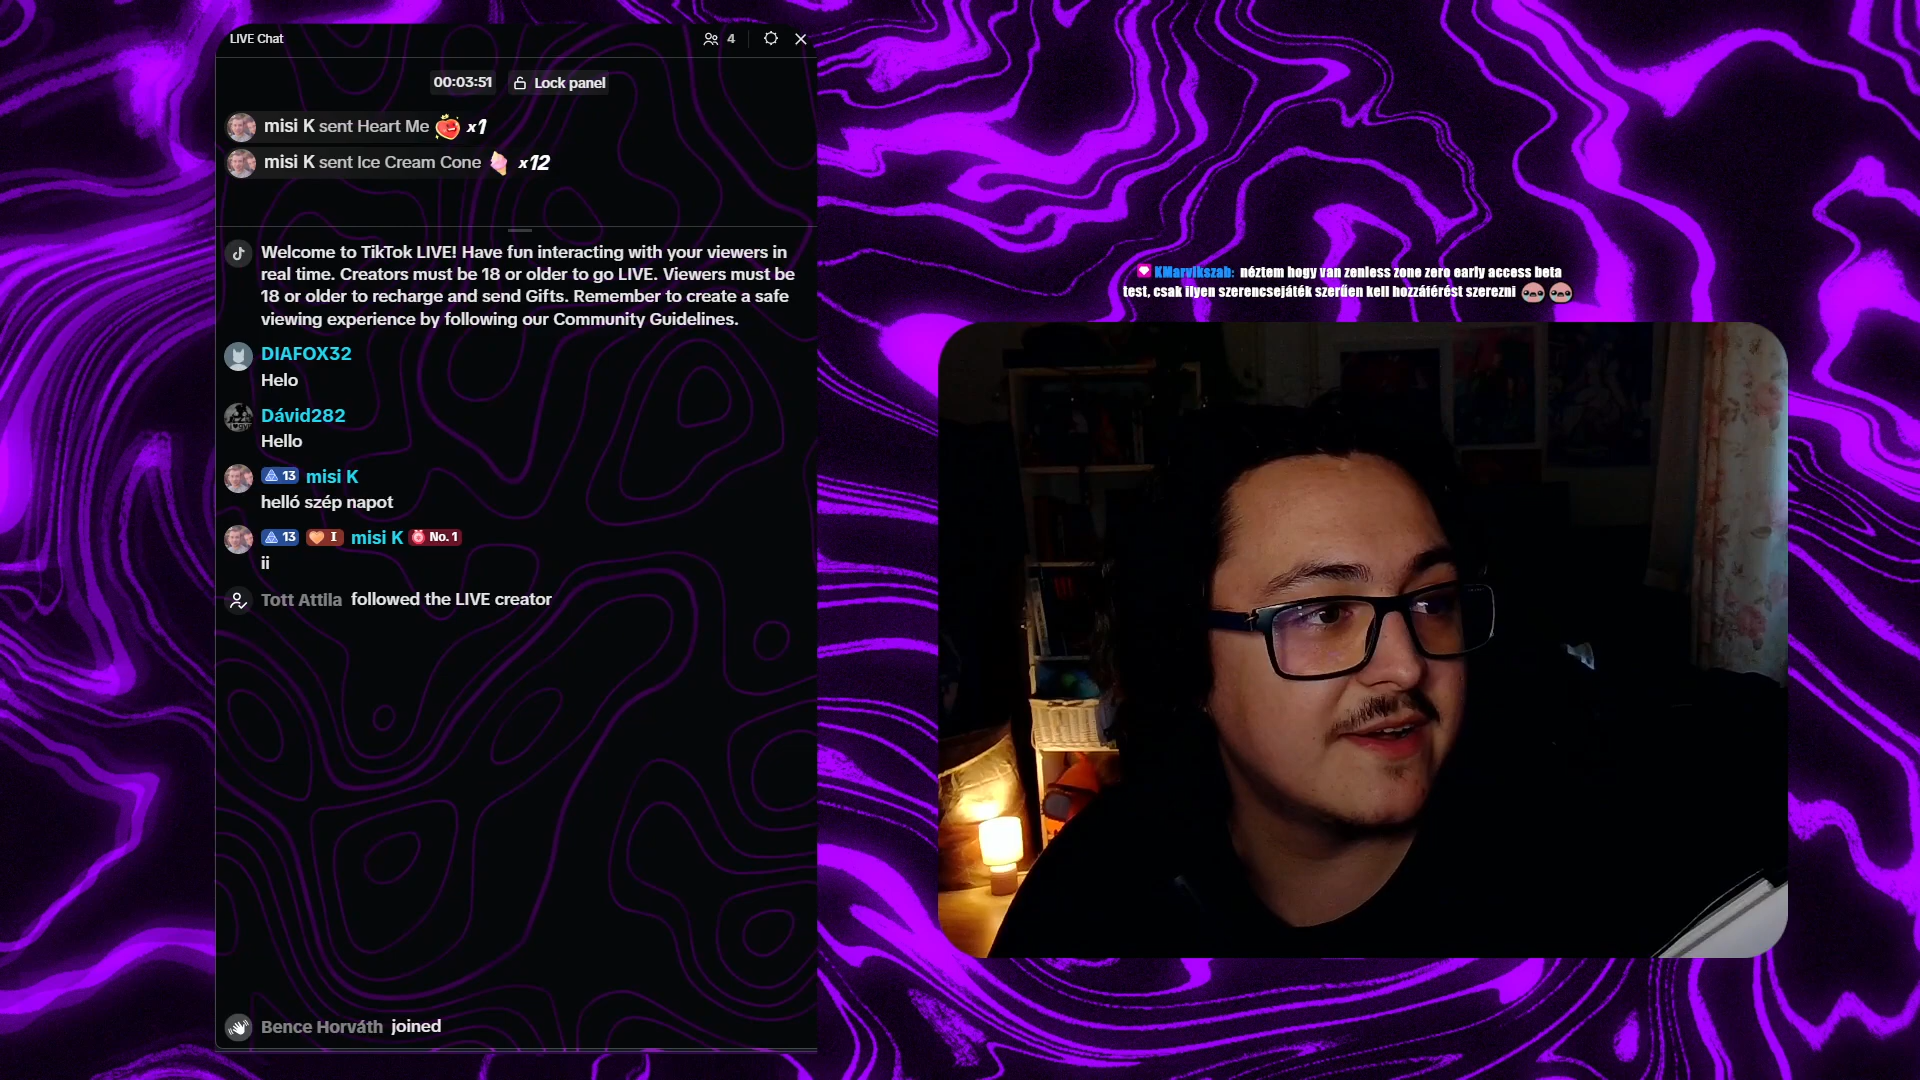 LIVE Chat
4
00:03:51
Lock panel
misi K sent Heart Me x1
misi K sent Ice Cream Cone x12
Welcome to TikTok LIVE! Have fun interacting with your viewers in
real time. Creators must be 18 or older to go LIVE. Viewers must be
18 or older to recharge and send Gifts. Remember to create a safe
viewing experience by following our Community Guidelines.
DIAFOX32
Helo
Dávid282
Hello
13 misi K
helló szép napot
13 I misi K No. 1
ii
Tott Attila followed the LIVE creator
Bence Horváth joined
KMarvikszab: néztem hogy van zenless zone zero early access beta
test, csak ilyen szerencsejáték szerűen kell hozzáférést szerezni